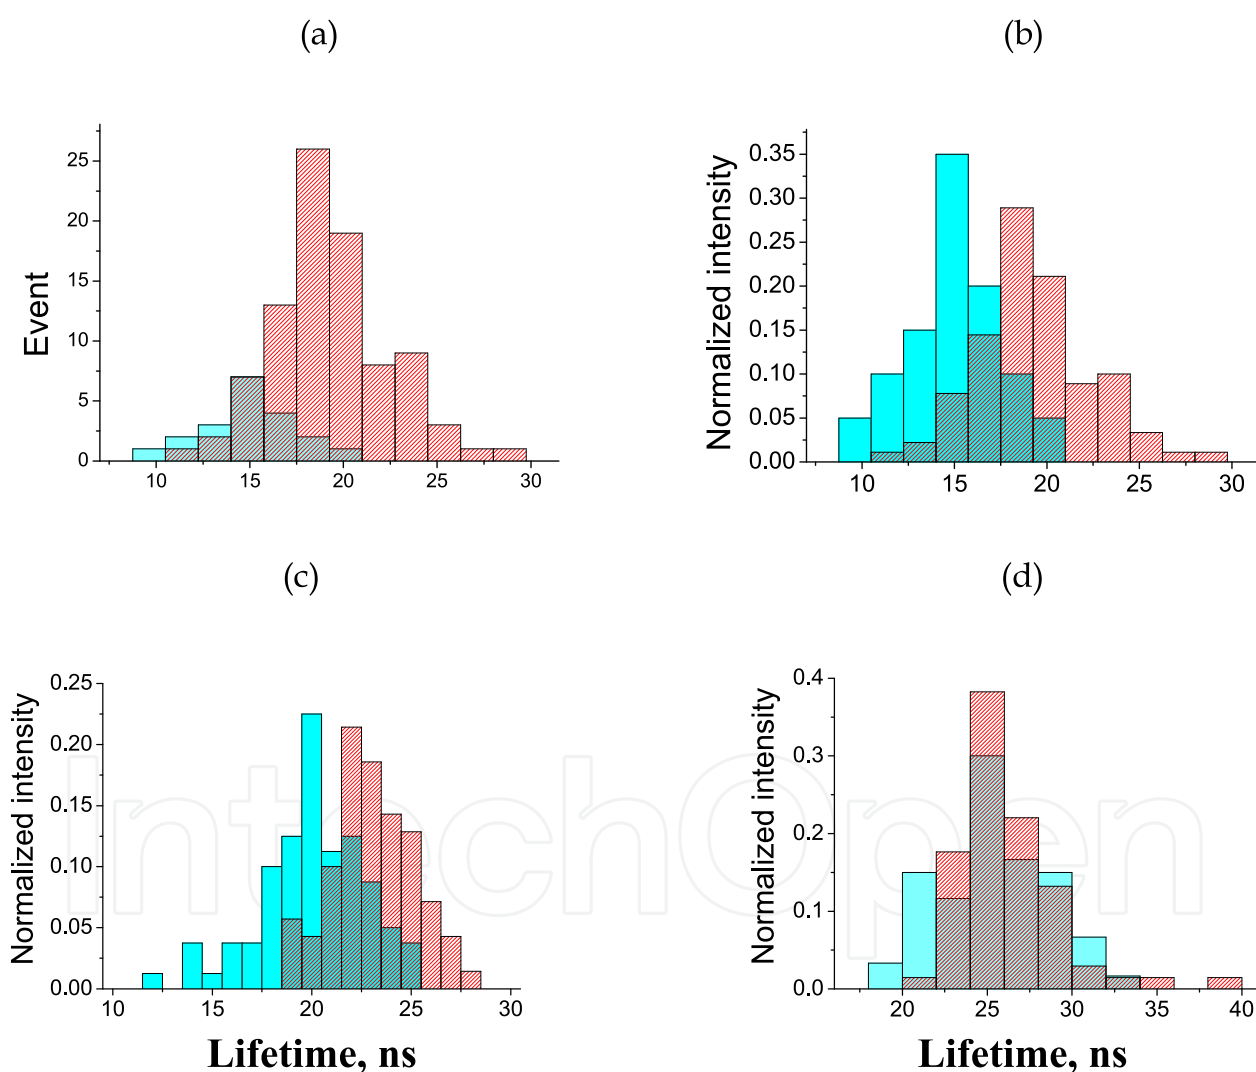 (a)
(b)
Event
25
20
15
10
5
0
10 15 20 25 30
Normalized intensity
0.35
0.30
0.25
0.20
0.15
0.10
0.05
0.00
10 15 20 25 30
(c)
(d)
Normalized intensity
0.25
0.20
0.15
0.10
0.05
0.00
10 15 20 25 30
Lifetime, ns
Normalized intensity
0.4
0.3
0.2
0.1
0.0
20 25 30 35 40
Lifetime, ns
IntechOpen